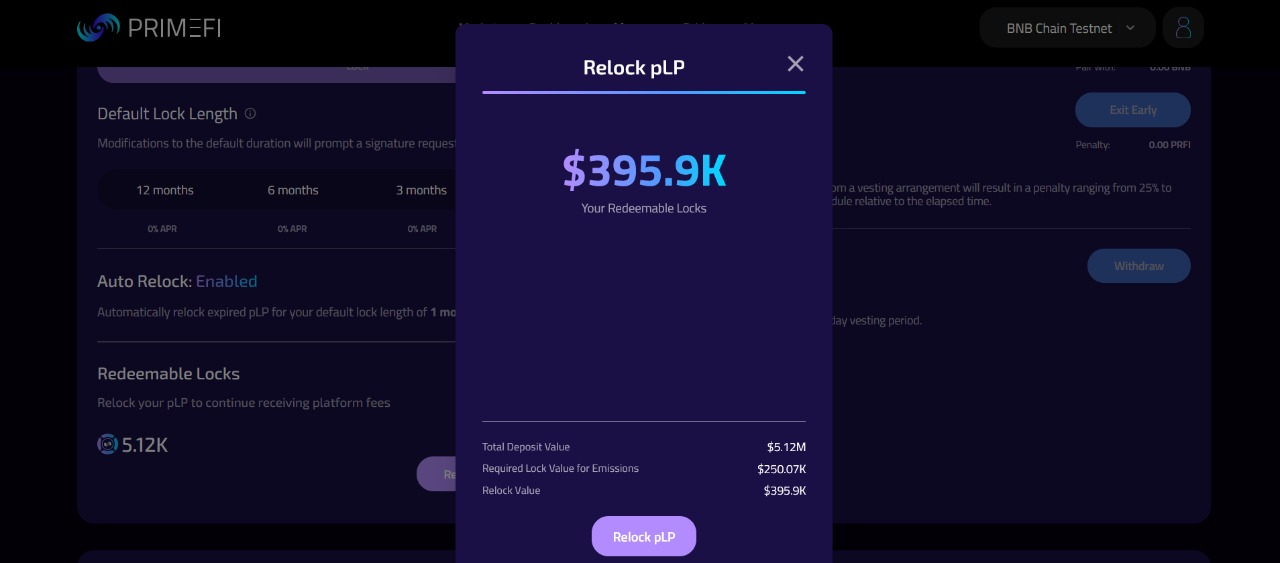 PRIMEFI
BNB Chain Testnet
Relock pLP
Pair with:
0.00 BNB
Exit Early
Penalty:
0.00 PRFI
om a vesting arrangement will result in a penalty ranging from 25% to
dule relative to the elapsed time.
Withdraw
day vesting period.
Default Lock Length
Modifications to the default duration will prompt a signature request
12 months
6 months
3 months
0% APR
0% APR
0% APR
Auto Relock: Enabled
Automatically relock expired pLP for your default lock length of 1 mo
Redeemable Locks
Relock your pLP to continue receiving platform fees
5.12K
Re
$395.9K
Your Redeemable Locks
Total Deposit Value
$5.12M
Required Lock Value for Emissions
$250.07K
Relock Value
$395.9K
Relock pLP